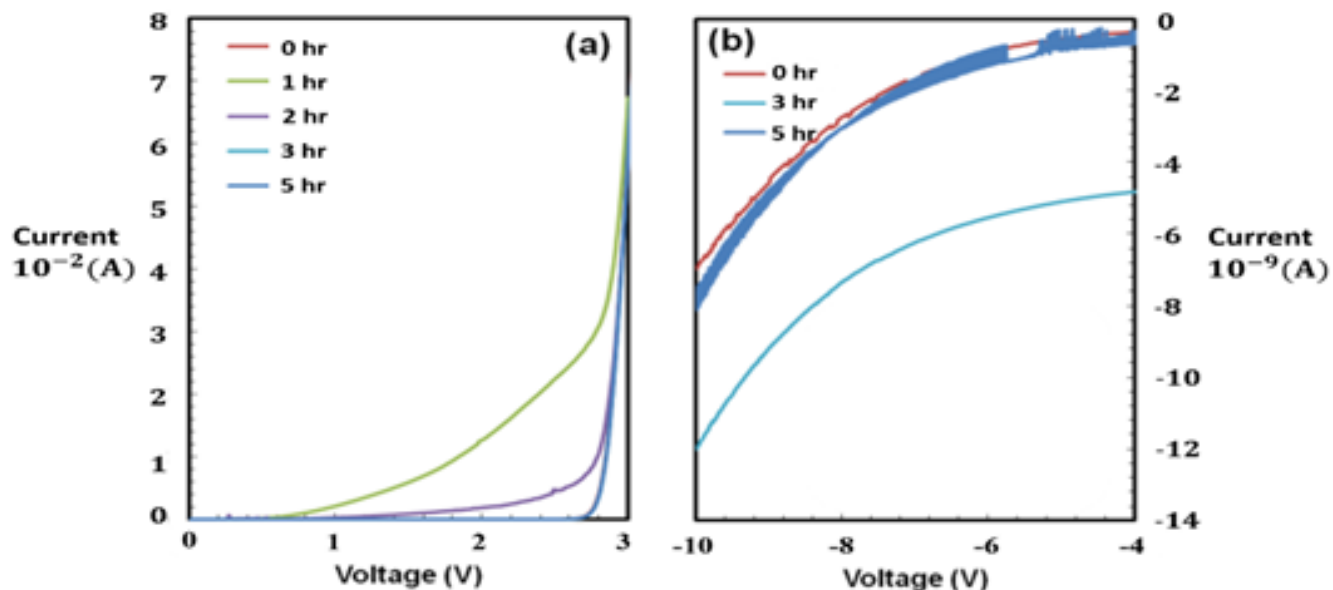 8
7
6
5
4
3
2
1
0
Current
10⁻²(A)
(a)
0 hr
1 hr
2 hr
3 hr
5 hr
0
1
2
3
Voltage (V)
(b)
0 hr
3 hr
5 hr
0
-2
-4
-6
-8
-10
-12
-14
Current
10⁻⁹(A)
-10
-8
-6
-4
Voltage (V)